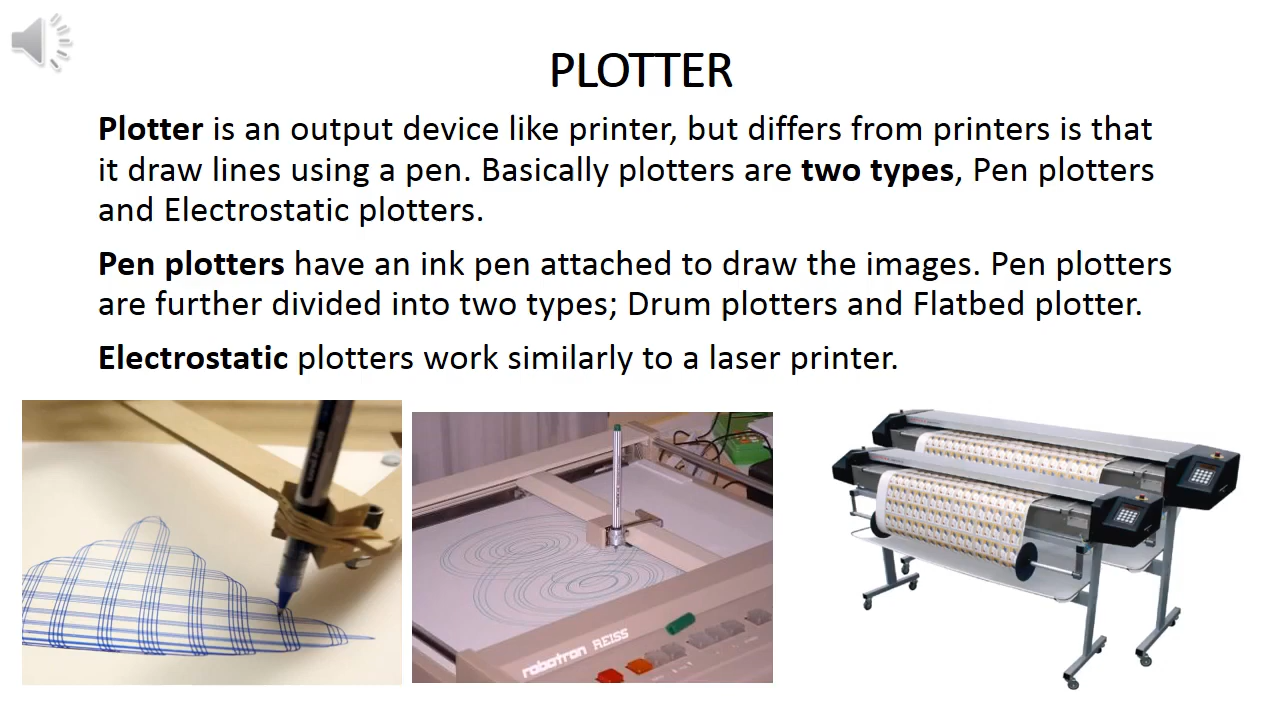 PLOTTER
Plotter is an output device like printer, but differs from printers is that
it draw lines using a pen. Basically plotters are two types, Pen plotters
and Electrostatic plotters.
Pen plotters have an ink pen attached to draw the images. Pen plotters
are further divided into two types; Drum plotters and Flatbed plotter.
Electrostatic plotters work similarly to a laser printer.
robotron REISS